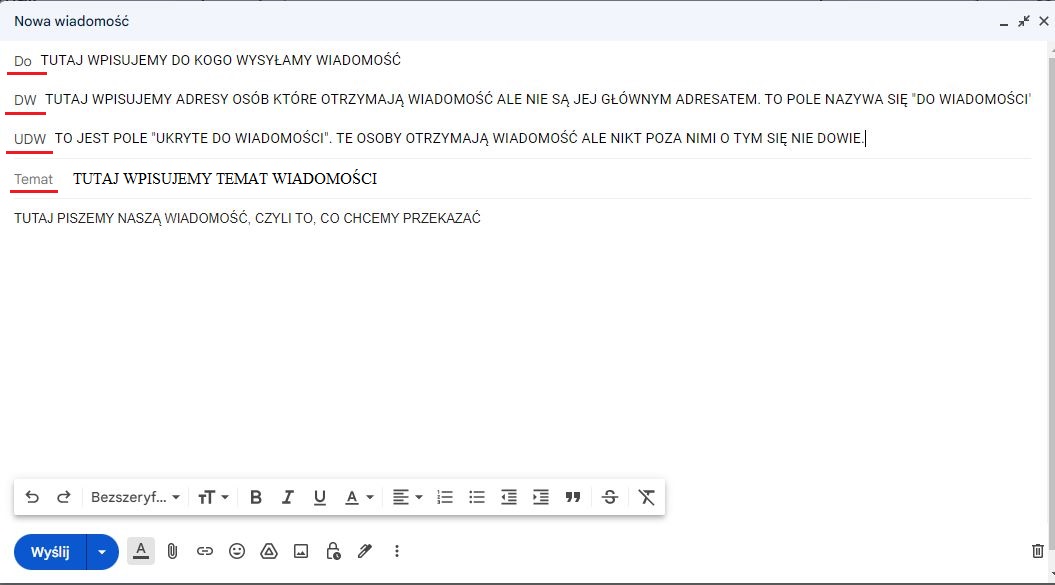 Nowa wiadomość
Do TUTAJ WPISUJEMY DO KOGO WYSYŁAMY WIADOMOŚĆ
DW TUTAJ WPISUJEMY ADRESY OSÓB KTÓRE OTRZYMAJĄ WIADOMOŚĆ ALE NIE SĄ JEJ GŁÓWNYM ADRESATEM. TO POLE NAZYWA SIĘ "DO WIADOMOŚCI"
UDW TO JEST POLE "UKRYTE DO WIADOMOŚCI". TE OSOBY OTRZYMAJĄ WIADOMOŚĆ ALE NIKT POZA NIMI O TYM SIĘ NIE DOWIE.
Temat TUTAJ WPISUJEMY TEMAT WIADOMOŚCI
TUTAJ PISZEMY NASZĄ WIADOMOŚĆ, CZYLI TO, CO CHCEMY PRZEKAZAĆ
Bezszeryf... TT B I U A S
Wyślij A